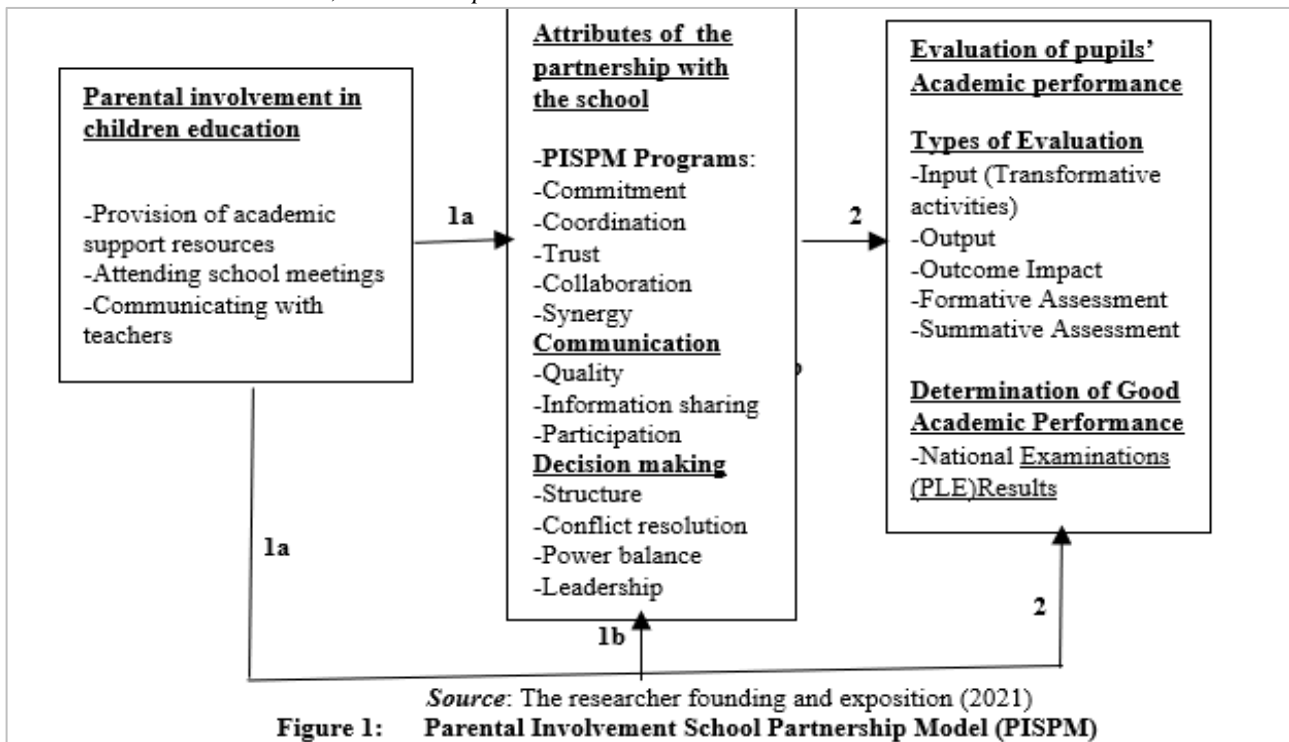 Parental involvement in
children education
-Provision of academic
support resources
-Attending school meetings
-Communicating with
teachers
1a
1a
Attributes of the
partnership with
the school
-PISPM Programs:
-Commitment
-Coordination
-Trust
-Collaboration
-Synergy
Communication
-Quality
-Information sharing
-Participation
Decision making
-Structure
-Conflict resolution
-Power balance
-Leadership
1b
2
Evaluation of pupils’
Academic performance
Types of Evaluation
-Input (Transformative
activities)
-Output
-Outcome Impact
-Formative Assessment
-Summative Assessment
Determination of Good
Academic Performance
-National Examinations
(PLE)Results
2
Source: The researcher founding and exposition (2021)
Figure 1: Parental Involvement School Partnership Model (PISPM)